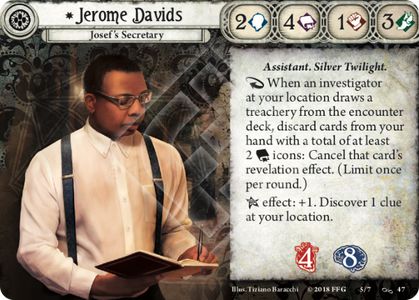 Jerome Davids
Josef's Secretary
2 4 1 3
Assistant. Silver Twilight.
When an investigator
at your location draws a
treachery from the encounter
deck, discard cards from your
hand with a total of at least
2 icons: Cancel that card's
revelation effect. (Limit once
per round.)
effect: +1. Discover 1 clue
at your location.
4 8
Illus. Tiziano Baracchi © 2018 FFG 5/7 47